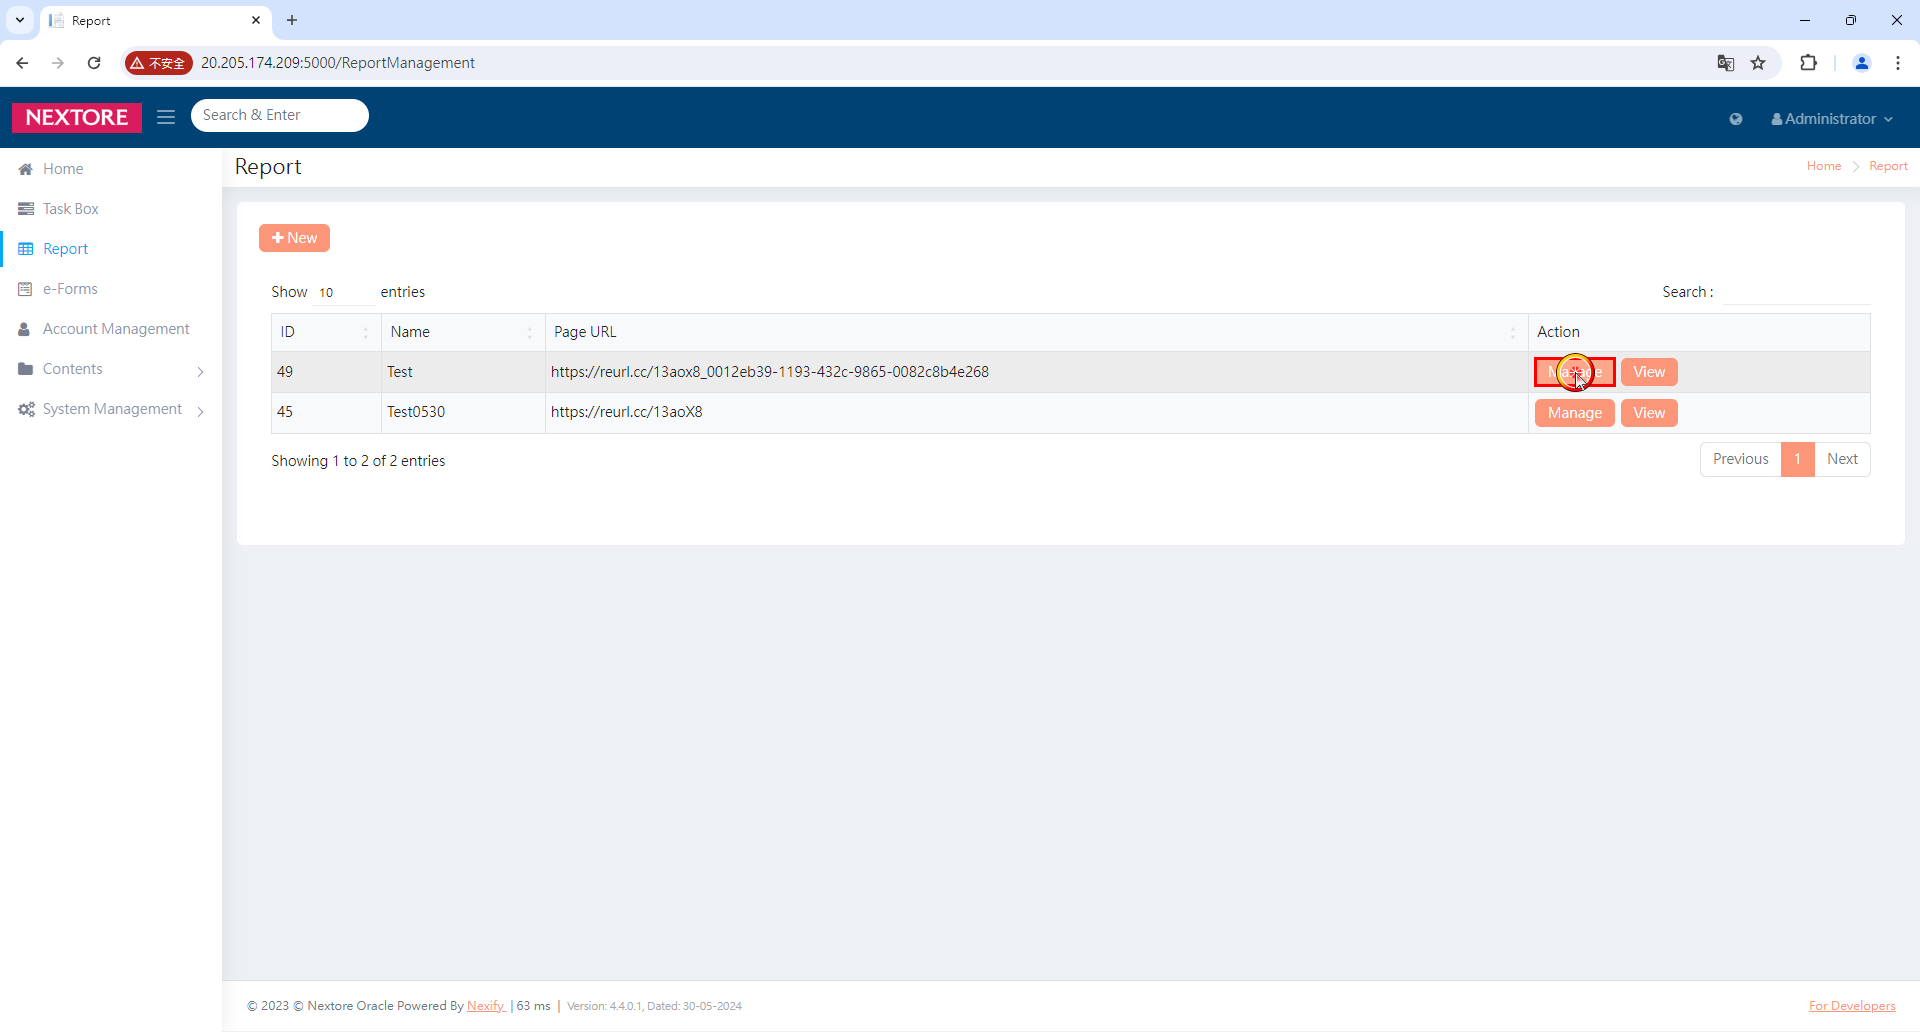 Report
不安全
20.205.174.209:5000/ReportManagement
NEXTORE
Search & Enter
Administrator
Home
Task Box
Report
e-Forms
Account Management
Contents
System Management
Report
Home
Report
New
Show 10 entries
Search :
ID Name Page URL Action
49 Test https://reurl.cc/13aox8_0012eb39-1193-432c-9865-0082c8b4e268 View
45 Test0530 https://reurl.cc/13aoX8 Manage View
Showing 1 to 2 of 2 entries
Previous 1 Next
© 2023 © Nextore Oracle Powered By Nexify | 63 ms | Version: 4.4.0.1, Dated: 30-05-2024
For Developers